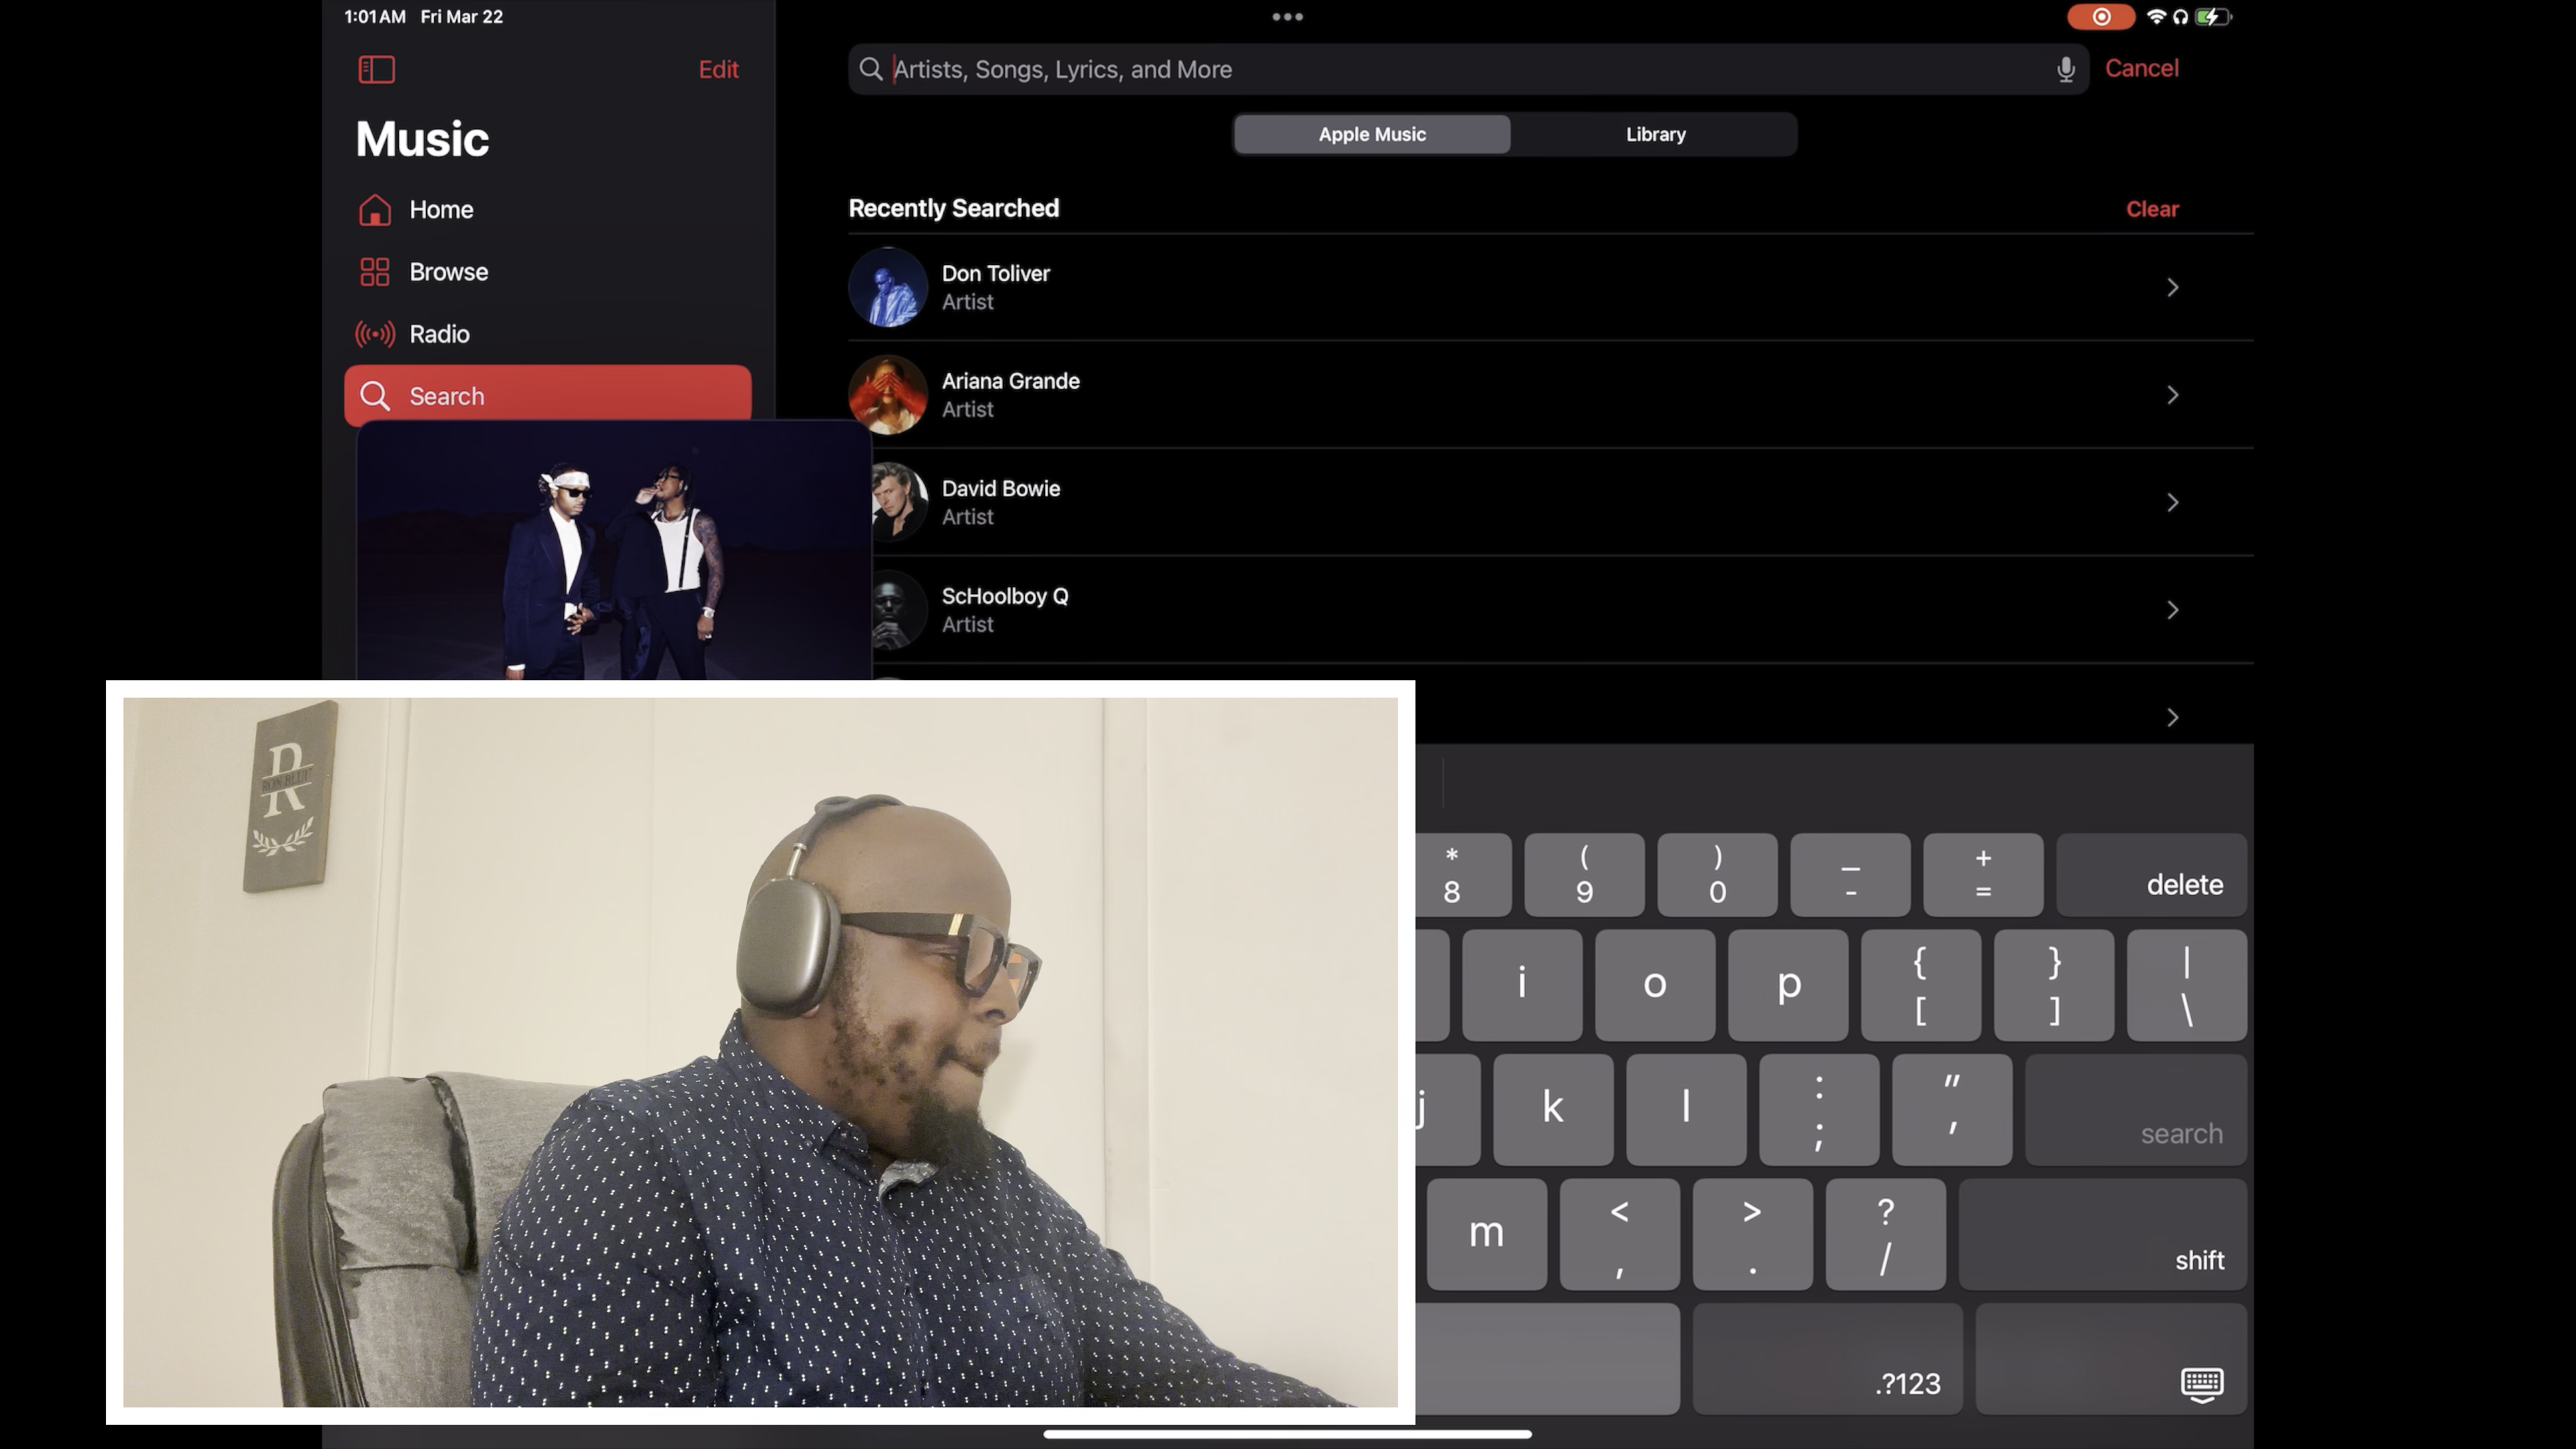 1:01 AM Fri Mar 22
Edit
Music
Home
Browse
Radio
Search
Artists, Songs, Lyrics, and More
Cancel
Apple Music
Library
Recently Searched
Clear
Don Toliver
Artist
Ariana Grande
Artist
David Bowie
Artist
ScHoolboy Q
Artist
R
* ( ) _ +
8 9 0 - = delete
i o p { [ } ] | \
j k l : ; " ' search
m < , > . ? / shift
.?123